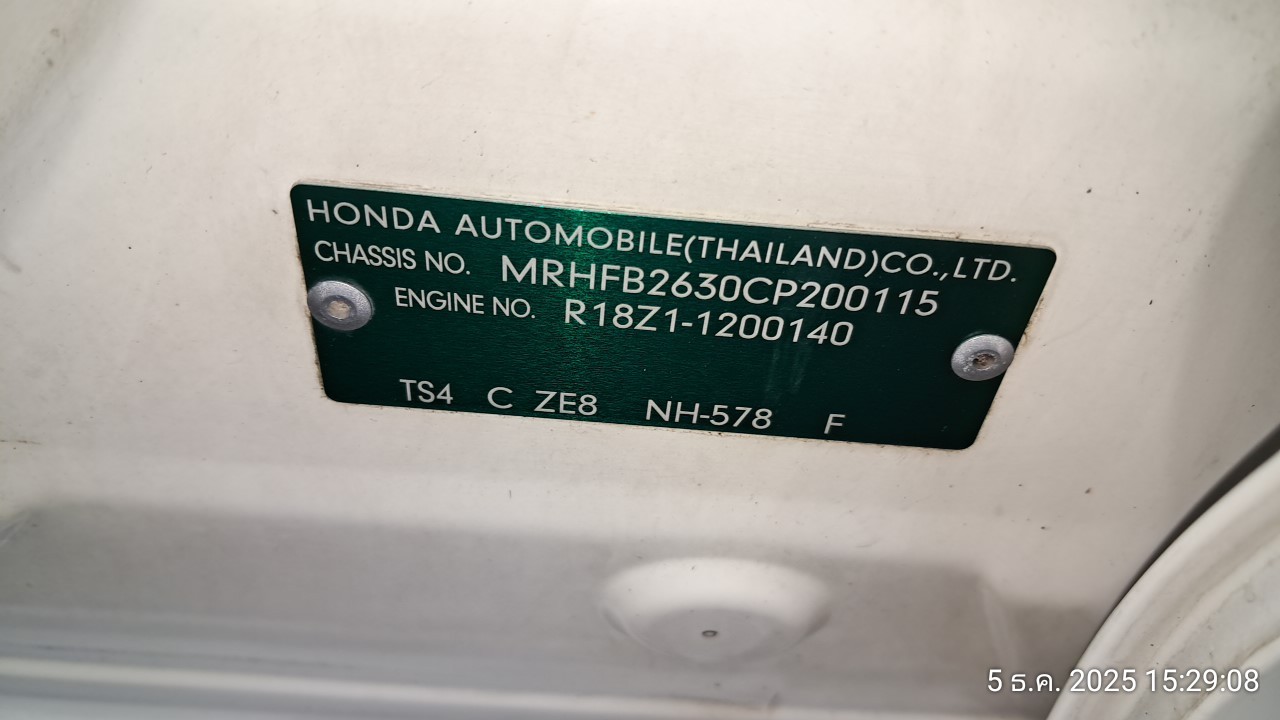 HONDA AUTOMOBILE(THAILAND)CO.,LTD.
CHASSIS NO. MRHFB2630CP200115
ENGINE NO. R18Z1-1200140
TS4 C ZE8 NH-578 F
5 ธ.ค. 2025 15:29:08